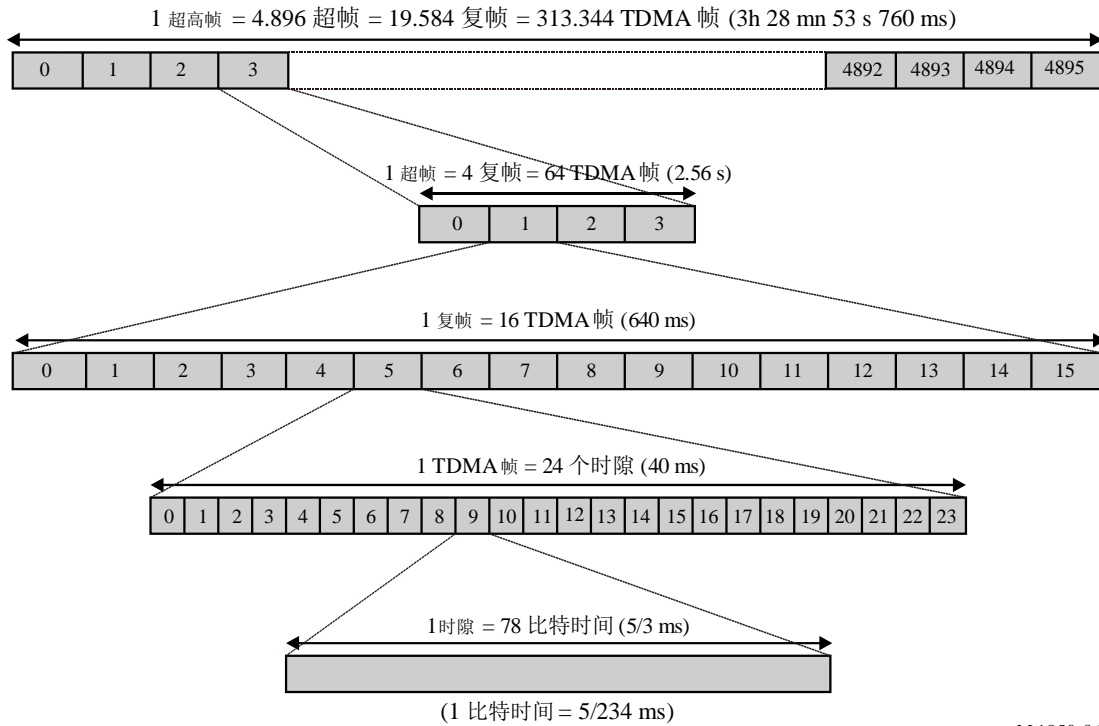 1 超高帧 = 4.896 超帧 = 19.584 复帧 = 313.344 TDMA 帧 (3h 28 mn 53 s 760 ms)
0 1 2 3 4892 4893 4894 4895
1 超帧 = 4 复帧 = 64 TDMA 帧 (2.56 s)
0 1 2 3
1 复帧 = 16 TDMA 帧 (640 ms)
0 1 2 3 4 5 6 7 8 9 10 11 12 13 14 15
1 TDMA 帧 = 24 个时隙 (40 ms)
0 1 2 3 4 5 6 7 8 9 10 11 12 13 14 15 16 17 18 19 20 21 22 23
1时隙 = 78 比特时间 (5/3 ms)
(1 比特时间 = 5/234 ms)